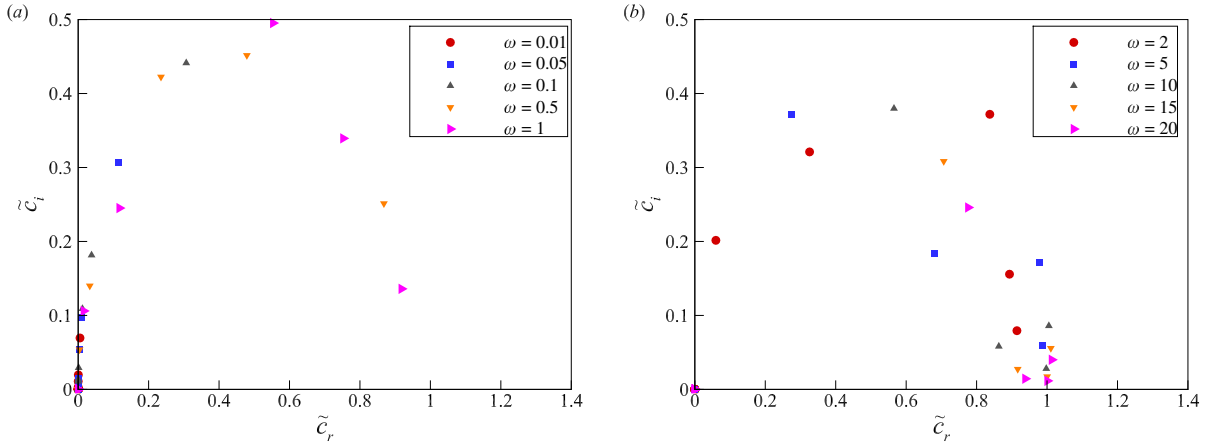 (a)
0.5
0.4
0.3
0.2
0.1
0
c̃ᵢ
0 0.2 0.4 0.6 0.8 1 1.2 1.4
c̃ᵣ
ω = 0.01
ω = 0.05
ω = 0.1
ω = 0.5
ω = 1
(b)
0.5
0.4
0.3
0.2
0.1
0
c̃ᵢ
0 0.2 0.4 0.6 0.8 1 1.2 1.4
c̃ᵣ
ω = 2
ω = 5
ω = 10
ω = 15
ω = 20